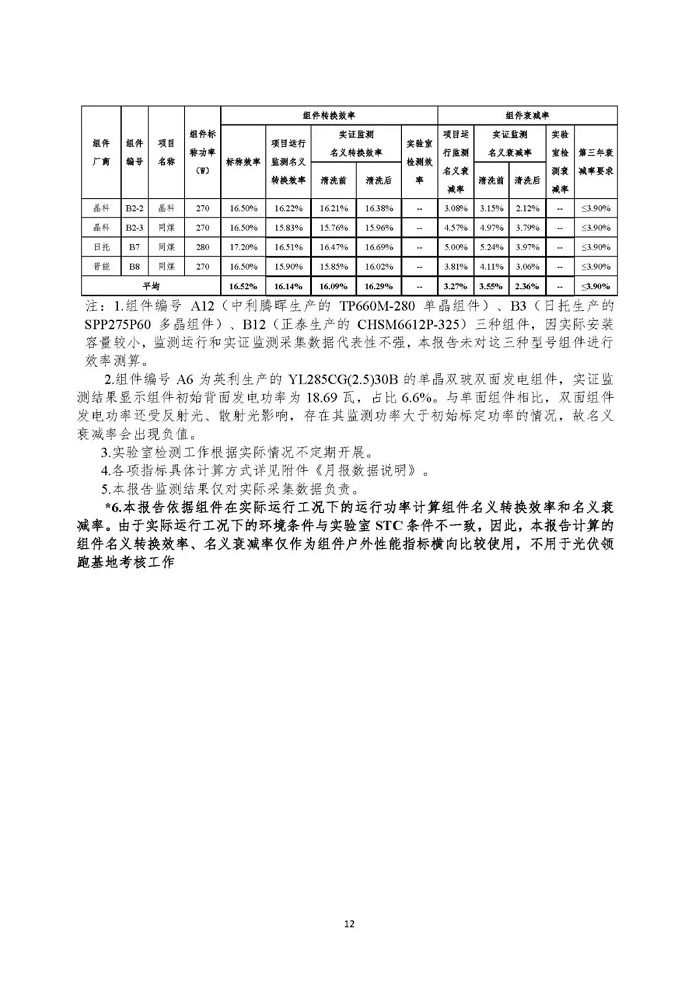 组件厂商 组件编号 项目名称 组件标称功率（W） 组件转换效率 组件衰减率
标称效率 项目运行监测名义转换效率 实证监测名义转换效率 实验室检测效率 项目运行监测名义衰减率 实证监测名义衰减率 实验室检测衰减率 第三年衰减率要求
清洗前 清洗后 清洗前 清洗后
晶科 B2-2 晶科 270 16.50% 16.22% 16.21% 16.38% -- 3.08% 3.15% 2.12% -- ≤3.90%
晶科 B2-3 同煤 270 16.50% 15.83% 15.76% 15.96% -- 4.57% 4.97% 3.79% -- ≤3.90%
日托 B7 同煤 280 17.20% 16.51% 16.47% 16.69% -- 5.00% 5.24% 3.97% -- ≤3.90%
晋能 B8 同煤 270 16.50% 15.90% 15.85% 16.02% -- 3.81% 4.11% 3.06% -- ≤3.90%
平均 16.52% 16.14% 16.09% 16.29% -- 3.27% 3.55% 2.36% -- ≤3.90%
注：1.组件编号 A12（中利腾晖生产的 TP660M-280 单晶组件）、B3（日托生产的
SPP275P60 多晶组件）、B12（正泰生产的 CHSM6612P-325）三种组件，因实际安装
容量较小，监测运行和实证监测采集数据代表性不强，本报告未对这三种型号组件进行
效率测算。
2.组件编号 A6 为英利生产的 YL285CG(2.5)30B 的单晶双玻双面发电组件，实证监
测结果显示组件初始背面发电功率为 18.69 瓦，占比 6.6%。与单面组件相比，双面组件
发电功率还受反射光、散射光影响，存在其监测功率大于初始标定功率的情况，故名义
衰减率会出现负值。
3.实验室检测工作根据实际情况不定期开展。
4.各项指标具体计算方式详见附件《月报数据说明》。
5.本报告监测结果仅对实际采集数据负责。
*6.本报告依据组件在实际运行工况下的运行功率计算组件名义转换效率和名义衰
减率。由于实际运行工况下的环境条件与实验室 STC 条件不一致，因此，本报告计算的
组件名义转换效率、名义衰减率仅作为组件户外性能指标横向比较使用，不用于光伏领
跑基地考核工作
12